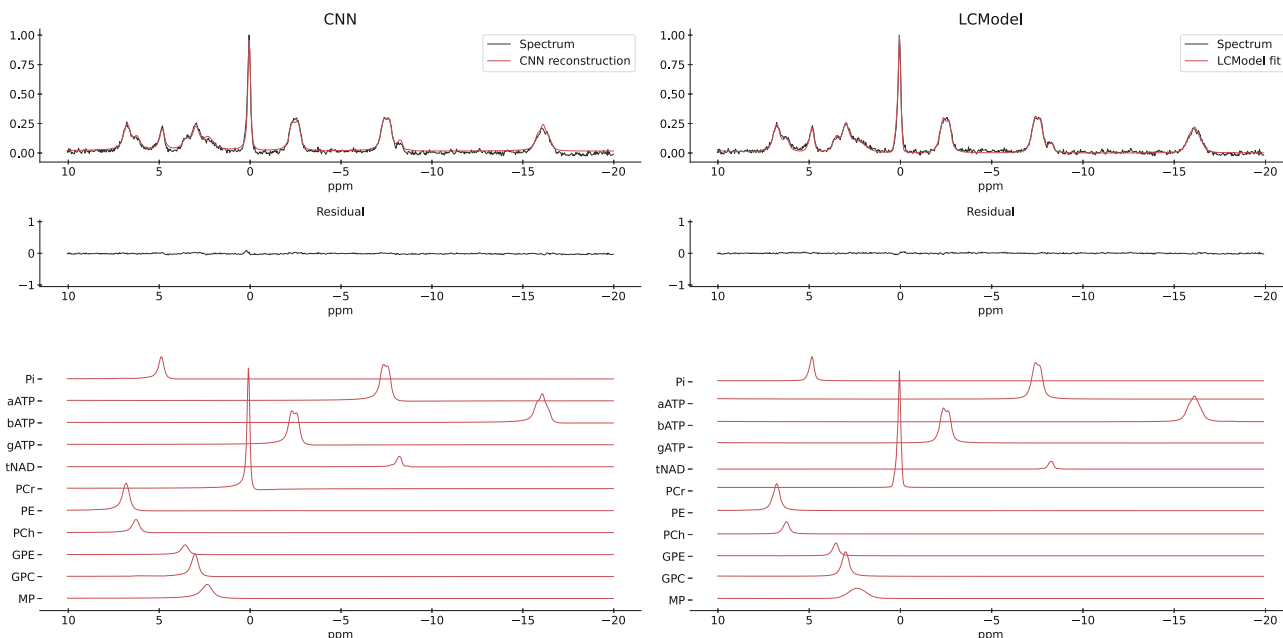 CNN
1.00
0.75
0.50
0.25
0.00
Spectrum
CNN reconstruction
10 5 0 −5 −10 −15 −20
ppm
Residual
1
0
−1
10 5 0 −5 −10 −15 −20
ppm
Pi
aATP
bATP
gATP
tNAD
PCr
PE
PCh
GPE
GPC
MP
10 5 0 −5 −10 −15 −20
ppm
LCModel
1.00
0.75
0.50
0.25
0.00
Spectrum
LCModel fit
10 5 0 −5 −10 −15 −20
ppm
Residual
1
0
−1
10 5 0 −5 −10 −15 −20
ppm
Pi
aATP
bATP
gATP
tNAD
PCr
PE
PCh
GPE
GPC
MP
10 5 0 −5 −10 −15 −20
ppm